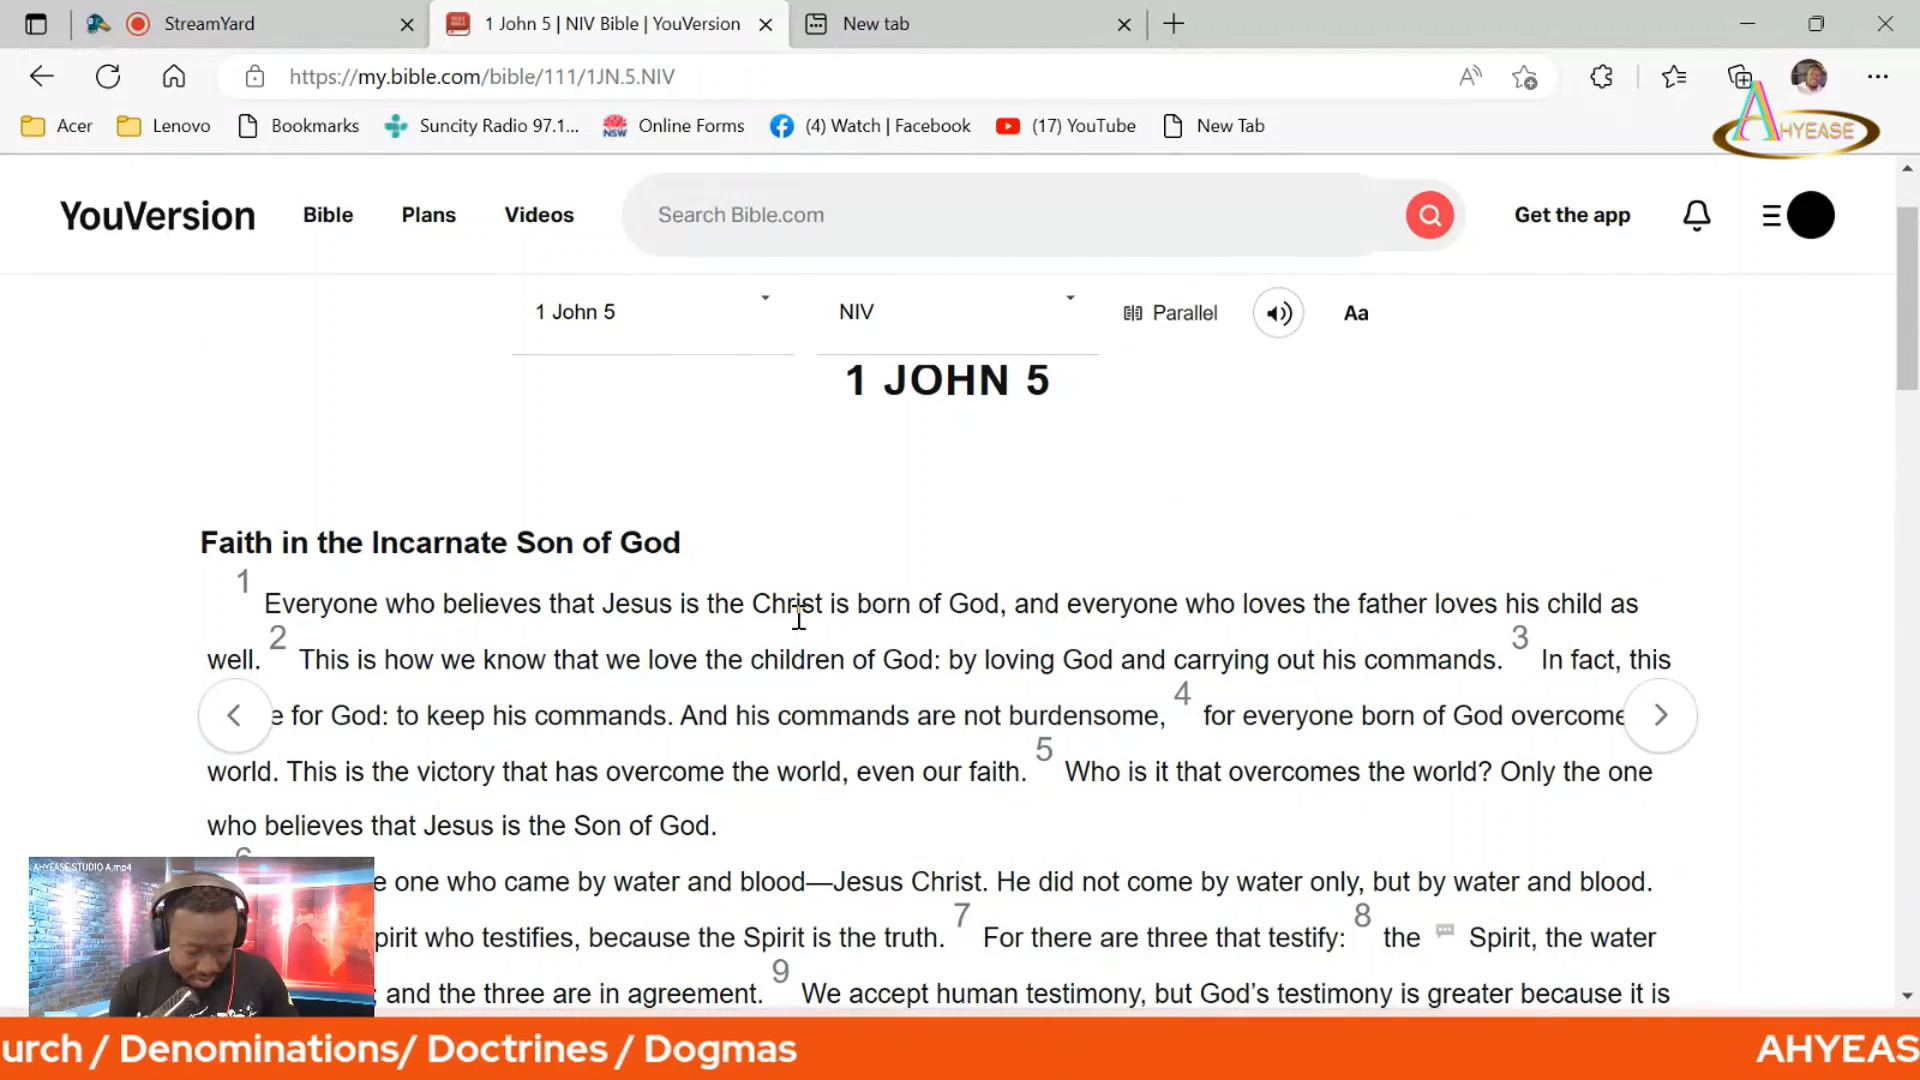 StreamYard
1 John 5 | NIV Bible | YouVersion
New tab
https://my.bible.com/bible/111/1JN.5.NIV
Acer
Lenovo
Bookmarks
Suncity Radio 97.1...
Online Forms
(4) Watch | Facebook
(17) YouTube
New Tab
AHYEASE
YouVersion
Bible
Plans
Videos
Search Bible.com
Get the app
1 John 5
NIV
Parallel
Aa
1 JOHN 5
Faith in the Incarnate Son of God
1 Everyone who believes that Jesus is the Christ is born of God, and everyone who loves the father loves his child as
well. 2 This is how we know that we love the children of God: by loving God and carrying out his commands. 3 In fact, this
e for God: to keep his commands. And his commands are not burdensome, 4 for everyone born of God overcome
world. This is the victory that has overcome the world, even our faith. 5 Who is it that overcomes the world? Only the one
who believes that Jesus is the Son of God.
6 e one who came by water and blood—Jesus Christ. He did not come by water only, but by water and blood.
pirit who testifies, because the Spirit is the truth. 7 For there are three that testify: 8 the Spirit, the water
; and the three are in agreement. 9 We accept human testimony, but God's testimony is greater because it is
AHYEASE STUDIO A.mp4
urch / Denominations/ Doctrines / Dogmas
AHYEAS